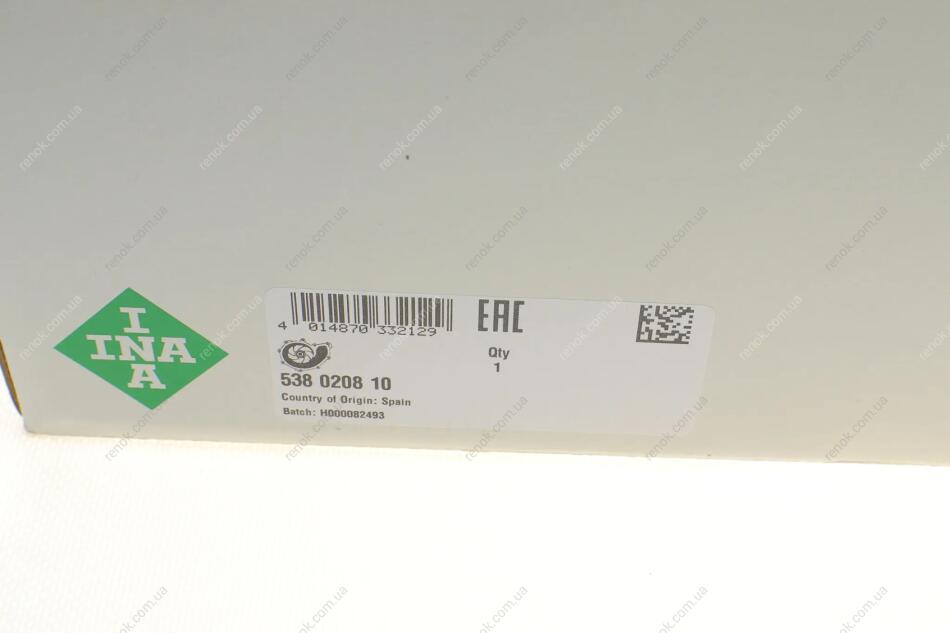 I
INA
A
4 014870 332129
EAC
Qty
1
538 0208 10
Country of Origin: Spain
Batch: H000082493
renok.com.ua